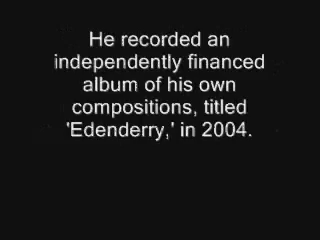 He recorded an
independently financed
album of his own
compositions, titled
'Edenderry,' in 2004.